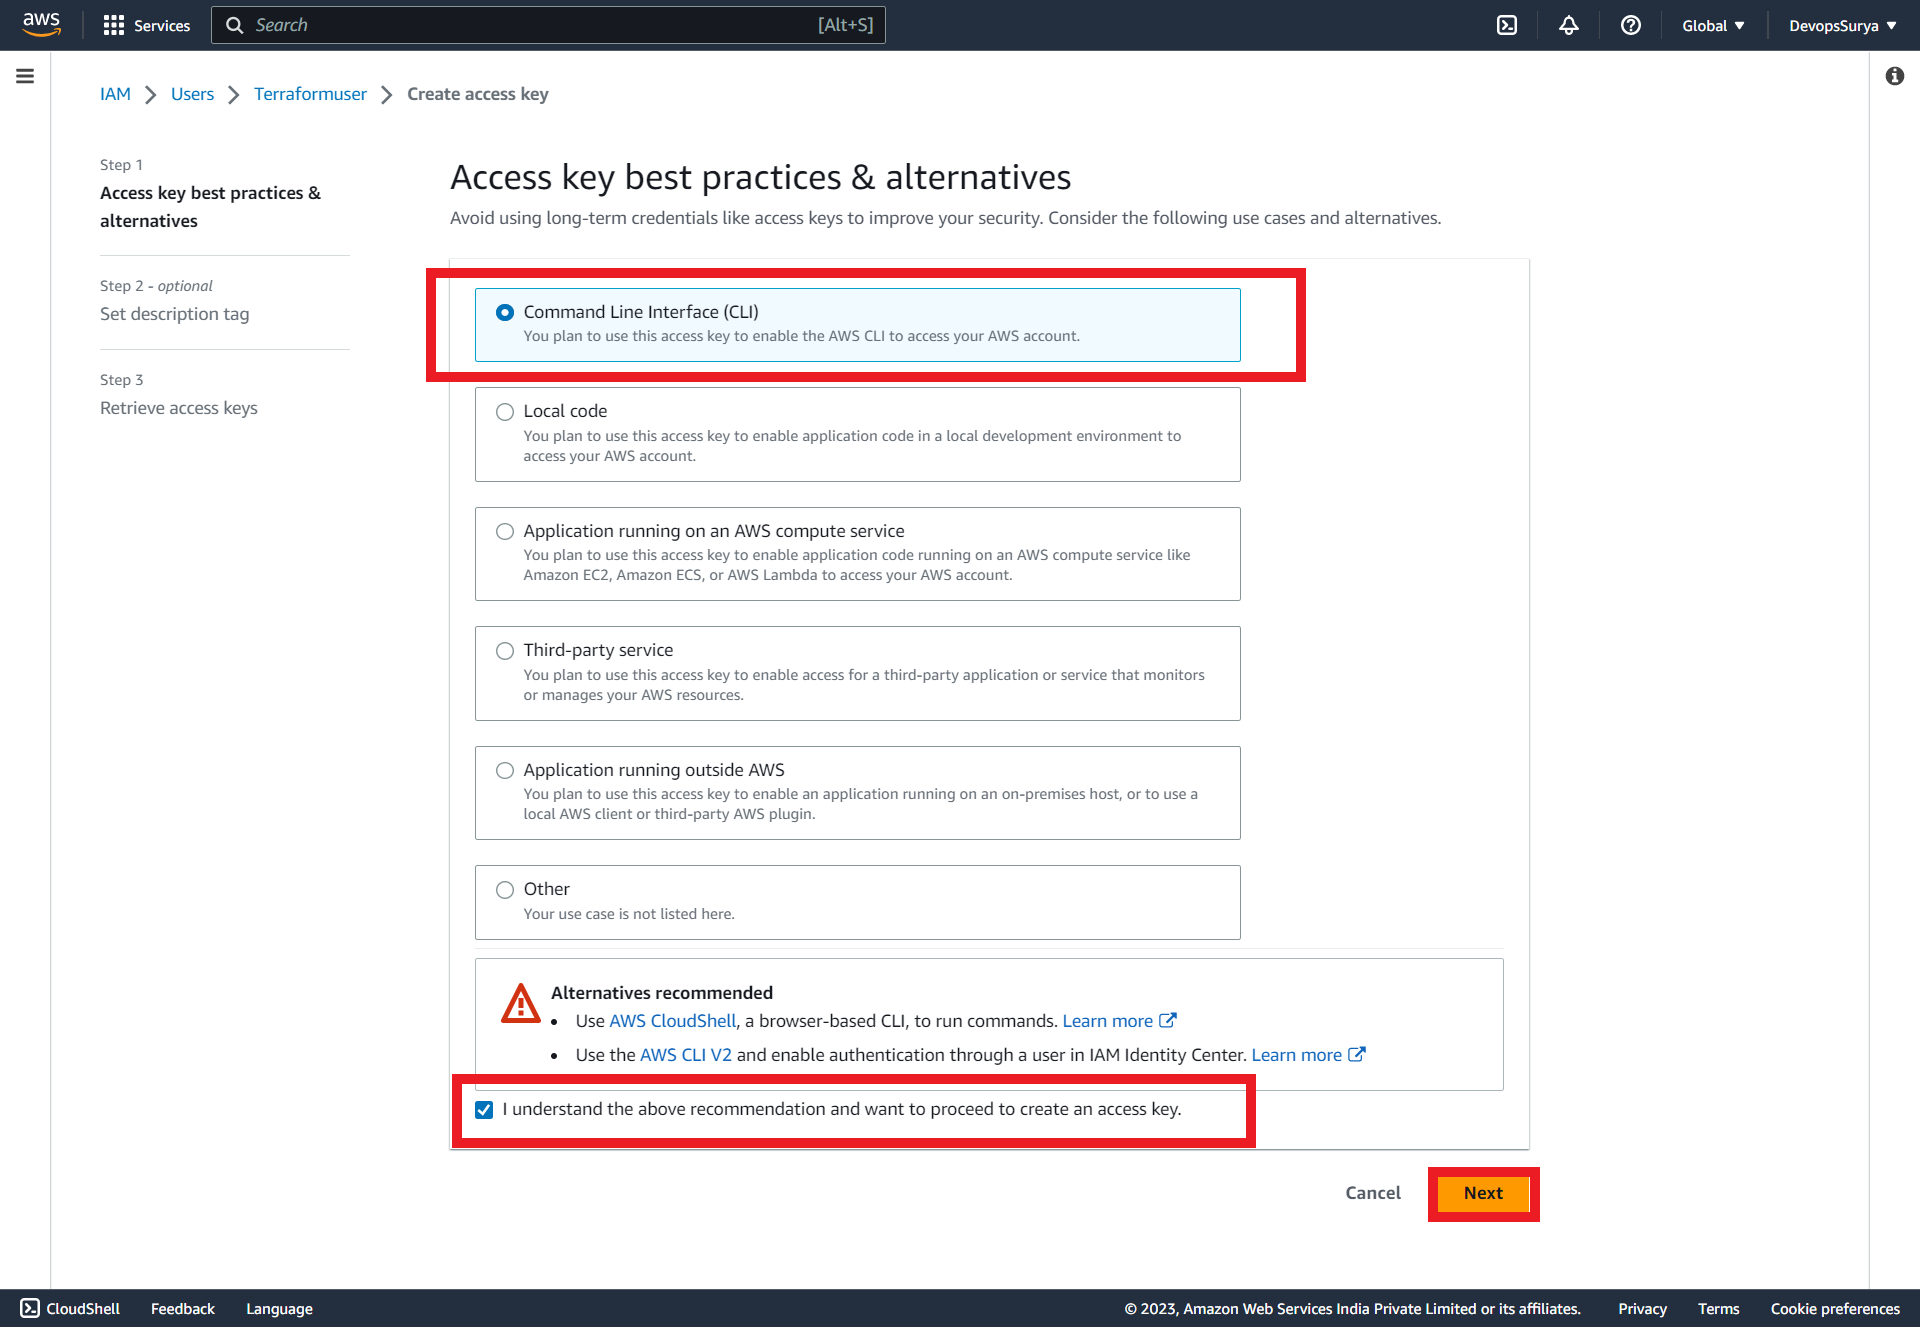 aws
Services
Search
[Alt+S]
Global
DevopsSurya
IAM
Users
Terraformuser
Create access key
Step 1
Access key best practices &
alternatives
Step 2 - optional
Set description tag
Step 3
Retrieve access keys
Access key best practices & alternatives
Avoid using long-term credentials like access keys to improve your security. Consider the following use cases and alternatives.
Command Line Interface (CLI)
You plan to use this access key to enable the AWS CLI to access your AWS account.
Local code
You plan to use this access key to enable application code in a local development environment to
access your AWS account.
Application running on an AWS compute service
You plan to use this access key to enable application code running on an AWS compute service like
Amazon EC2, Amazon ECS, or AWS Lambda to access your AWS account.
Third-party service
You plan to use this access key to enable access for a third-party application or service that monitors
or manages your AWS resources.
Application running outside AWS
You plan to use this access key to enable an application running on an on-premises host, or to use a
local AWS client or third-party AWS plugin.
Other
Your use case is not listed here.
Alternatives recommended
• Use AWS CloudShell, a browser-based CLI, to run commands. Learn more
• Use the AWS CLI V2 and enable authentication through a user in IAM Identity Center. Learn more
I understand the above recommendation and want to proceed to create an access key.
Cancel
Next
CloudShell
Feedback
Language
© 2023, Amazon Web Services India Private Limited or its affiliates.
Privacy
Terms
Cookie preferences